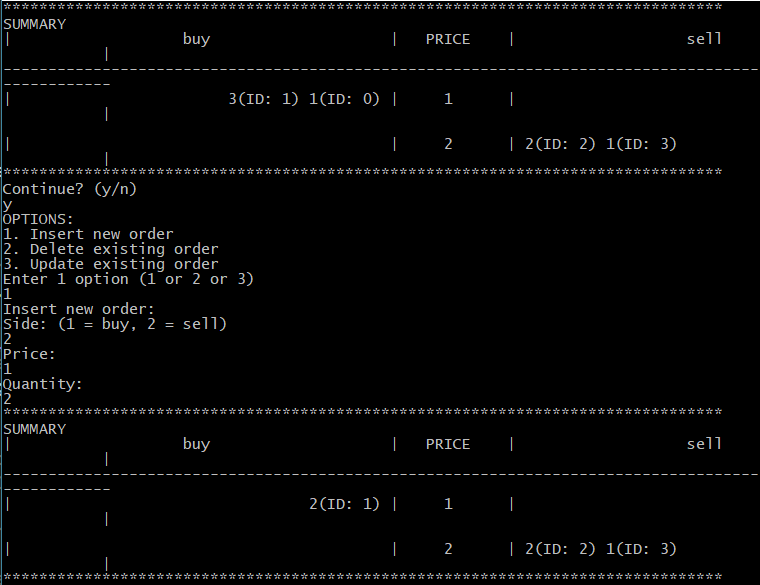 ********************************************************************************
SUMMARY
|                   buy                    |   PRICE    |                   sell
           |
------------------------------------------------------------------------------------
------------
|                        3(ID: 1) 1(ID: 0) |     1      |
           |
|                                          |     2      | 2(ID: 2) 1(ID: 3)
           |
********************************************************************************
Continue? (y/n)
y
OPTIONS:
1. Insert new order
2. Delete existing order
3. Update existing order
Enter 1 option (1 or 2 or 3)
1
Insert new order:
Side: (1 = buy, 2 = sell)
2
Price:
1
Quantity:
2
********************************************************************************
SUMMARY
|                   buy                    |   PRICE    |                   sell
           |
------------------------------------------------------------------------------------
------------
|                                 2(ID: 1) |     1      |
           |
|                                          |     2      | 2(ID: 2) 1(ID: 3)
           |
********************************************************************************